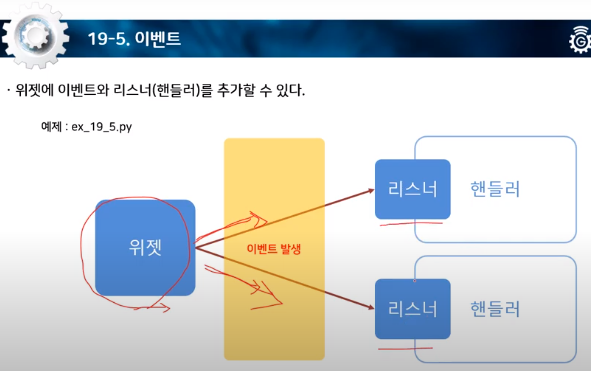 19-5. 이벤트
· 위젯에 이벤트와 리스너(핸들러)를 추가할 수 있다.
예제 : ex_19_5.py
리스너 핸들러
위젯
이벤트 발생
리스너 핸들러